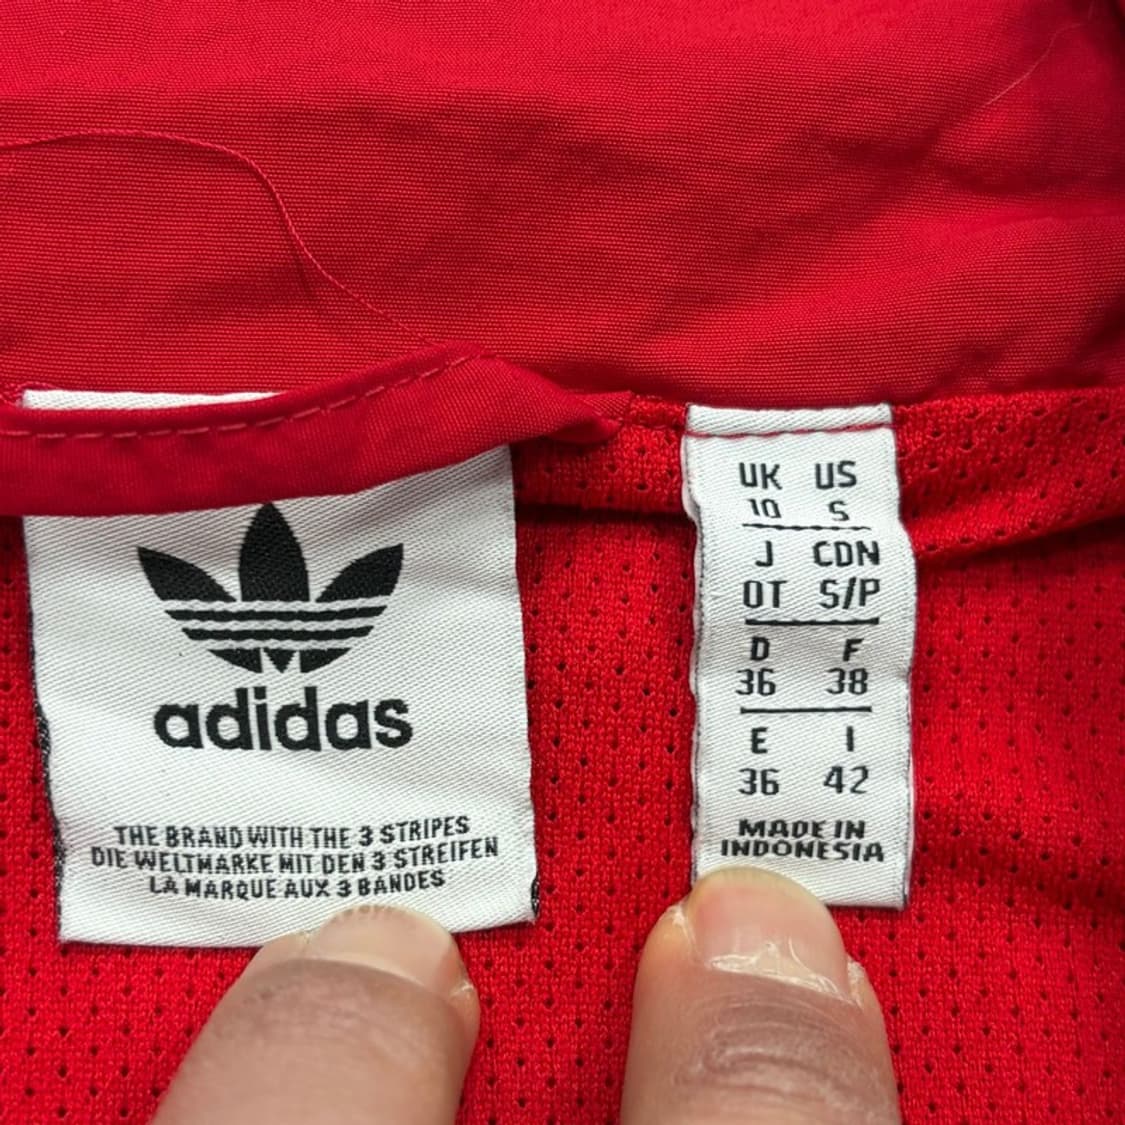 adidas
THE BRAND WITH THE 3 STRIPES
DIE WELTMARKE MIT DEN 3 STREIFEN
LA MARQUE AUX 3 BANDES
UK US
10 S
J CDN
OT S/P
D F
36 38
E I
36 42
MADE IN
INDONESIA